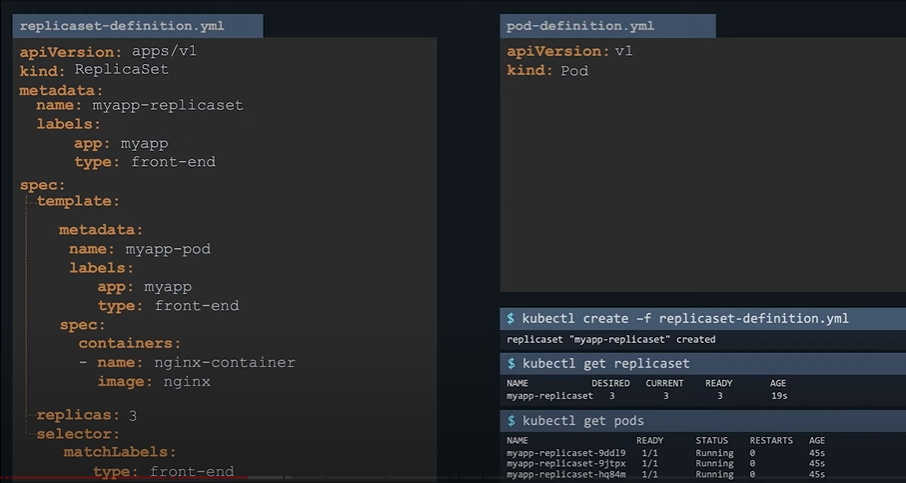 replicaset-definition.yml
apiVersion: apps/v1
kind: ReplicaSet
metadata:
name: myapp-replicaset
labels:
app: myapp
type: front-end
spec:
template:
metadata:
name: myapp-pod
labels:
app: myapp
type: front-end
spec:
containers:
- name: nginx-container
image: nginx
replicas: 3
selector:
matchLabels:
type: front-end
pod-definition.yml
apiVersion: v1
kind: Pod
$ kubectl create –f replicaset-definition.yml
replicaset "myapp-replicaset" created
$ kubectl get replicaset
NAME DESIRED CURRENT READY AGE
myapp-replicaset 3 3 3 19s
$ kubectl get pods
NAME READY STATUS RESTARTS AGE
myapp-replicaset-9ddl9 1/1 Running 0 45s
myapp-replicaset-9jtpx 1/1 Running 0 45s
myapp-replicaset-hq84m 1/1 Running 0 45s